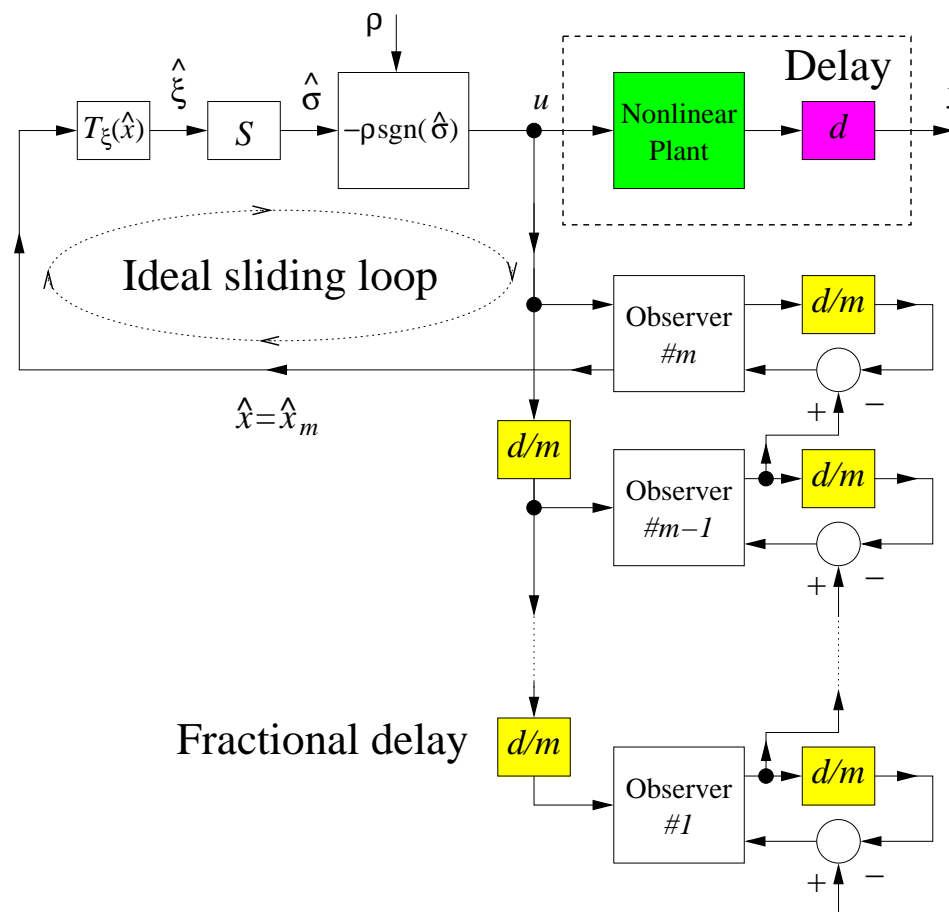 ρ
Delay
ξ̂
σ̂
u
T_ξ(x̂)
S
−ρsgn(σ̂)
Nonlinear
Plant
d
Ideal sliding loop
Observer
#m
d/m
+
−
x̂=x̂_m
d/m
Observer
#m−1
d/m
+
−
Fractional delay
d/m
Observer
#1
d/m
+
−